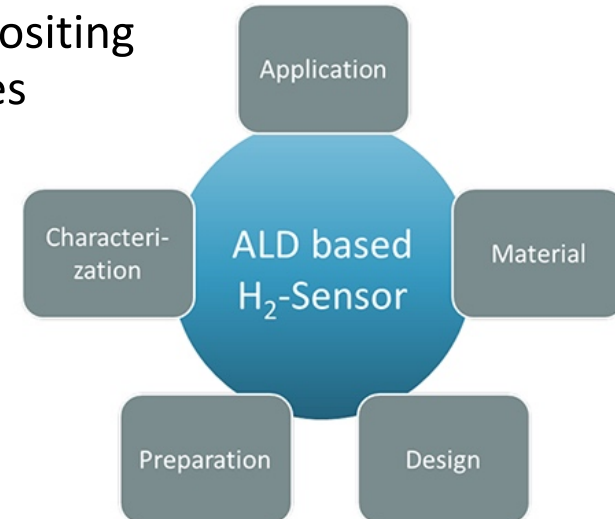 ositing
es
Application
Characteri-
zation
ALD based
H₂-Sensor
Material
Preparation
Design